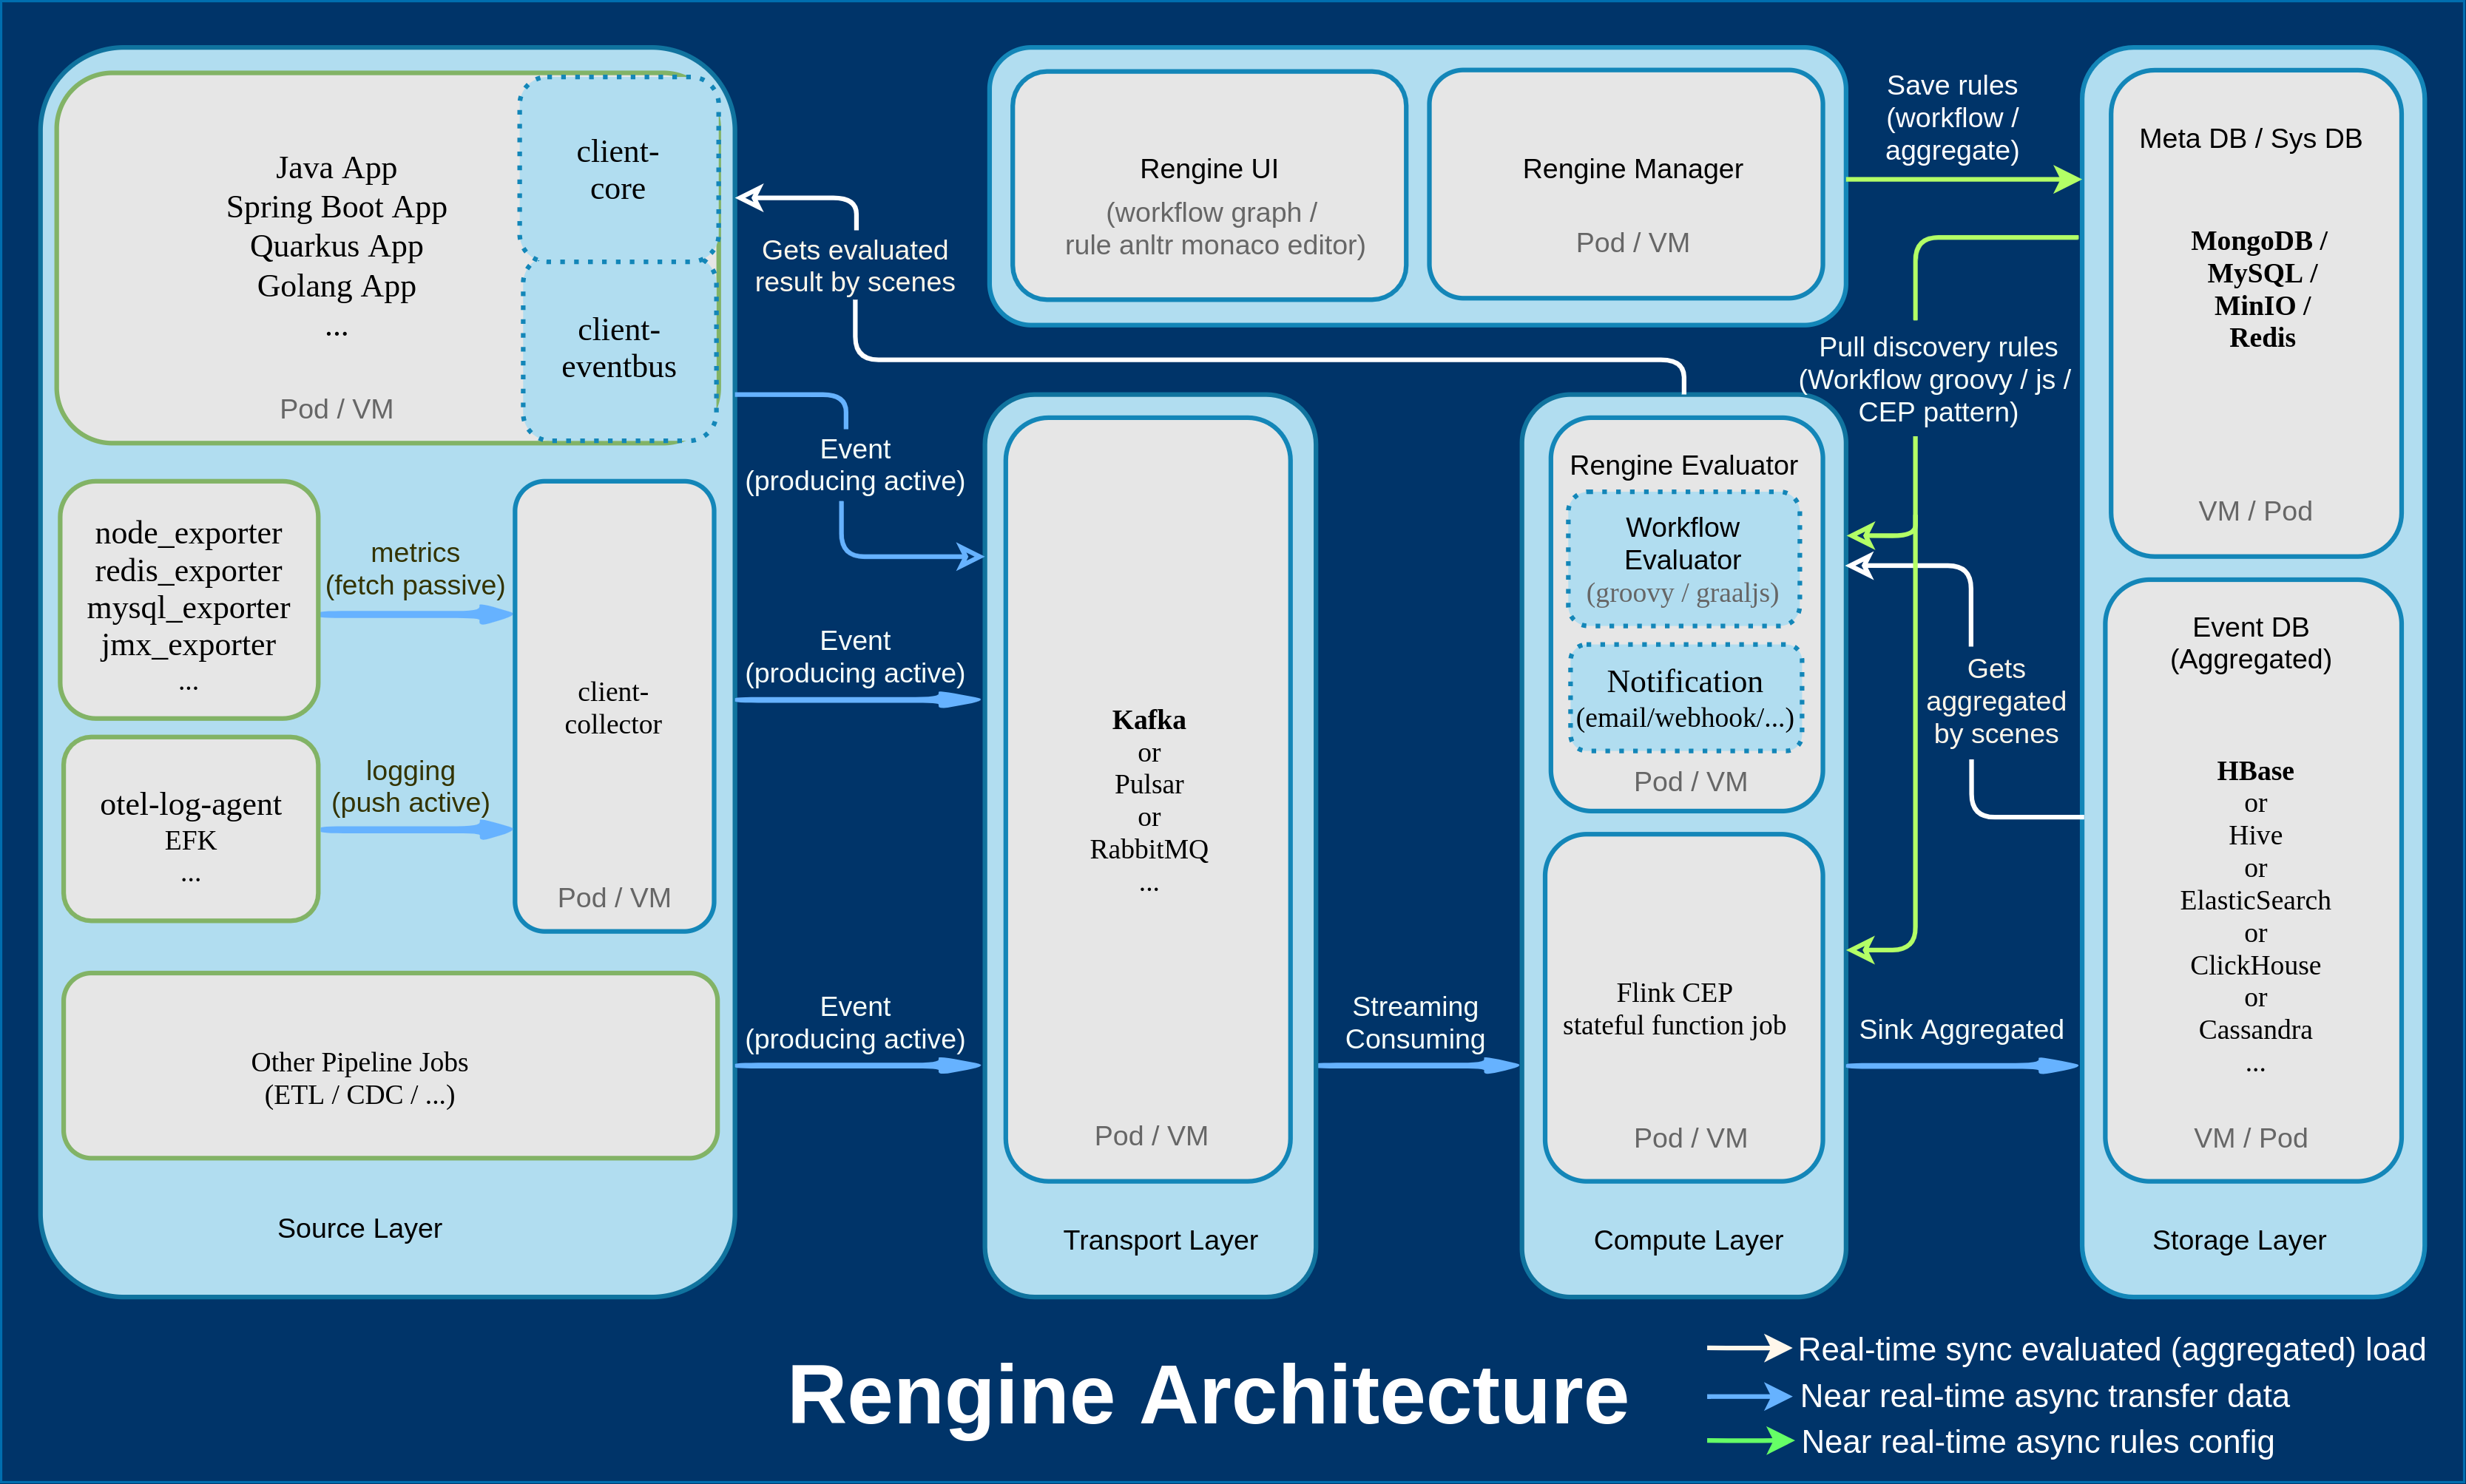 Java App
Spring Boot App
Quarkus App
Golang App
...
Pod / VM
client-
core
client-
eventbus
node_exporter
redis_exporter
mysql_exporter
jmx_exporter
...
metrics
(fetch passive)
otel-log-agent
EFK
...
logging
(push active)
client-
collector
Pod / VM
Other Pipeline Jobs
(ETL / CDC / ...)
Source Layer
Gets evaluated
result by scenes
Event
(producing active)
Event
(producing active)
Event
(producing active)
Rengine UI
(workflow graph /
rule anltr monaco editor)
Rengine Manager
Pod / VM
Kafka
or
Pulsar
or
RabbitMQ
...
Pod / VM
Transport Layer
Streaming
Consuming
Rengine Evaluator
Workflow
Evaluator
(groovy / graaljs)
Notification
(email/webhook/...)
Pod / VM
Flink CEP
stateful function job
Pod / VM
Compute Layer
Save rules
(workflow /
aggregate)
Pull discovery rules
(Workflow groovy / js /
CEP pattern)
Gets
aggregated
by scenes
Sink Aggregated
Meta DB / Sys DB
MongoDB /
MySQL /
MinIO /
Redis
VM / Pod
Event DB
(Aggregated)
HBase
or
Hive
or
ElasticSearch
or
ClickHouse
or
Cassandra
...
VM / Pod
Storage Layer
Rengine Architecture
Real-time sync evaluated (aggregated) load
Near real-time async transfer data
Near real-time async rules config